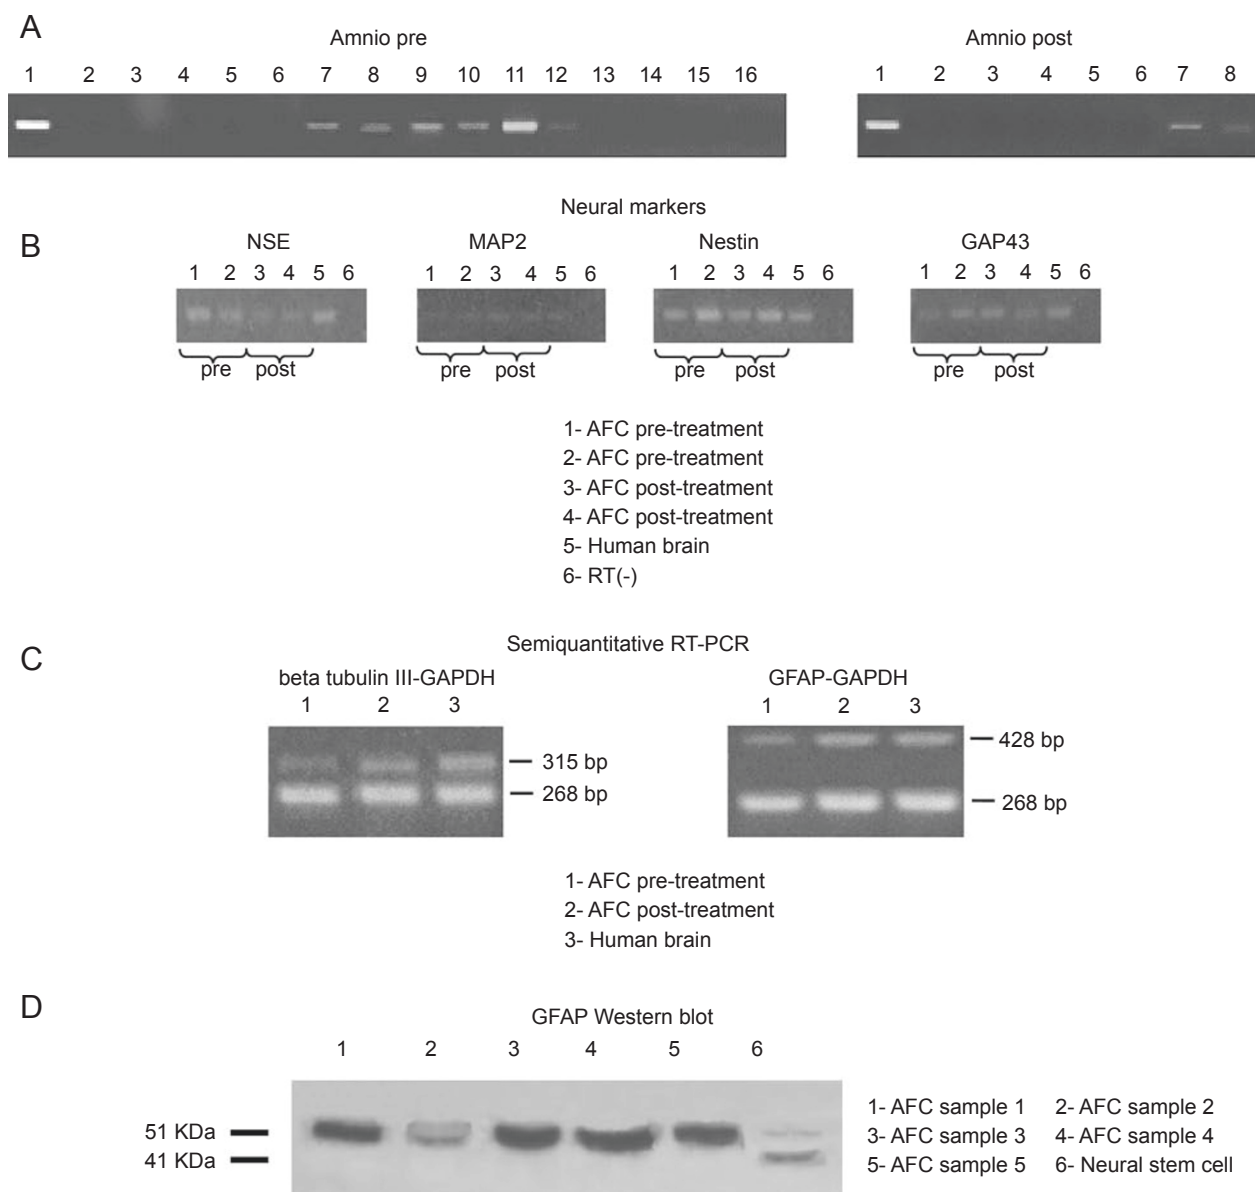 A
Amnio pre
Amnio post
1 2 3 4 5 6 7 8 9 10 11 12 13 14 15 16
1 2 3 4 5 6 7 8
Neural markers
B
NSE
MAP2
Nestin
GAP43
1 2 3 4 5 6
1 2 3 4 5 6
1 2 3 4 5 6
1 2 3 4 5 6
pre post
pre post
pre post
pre post
1- AFC pre-treatment
2- AFC pre-treatment
3- AFC post-treatment
4- AFC post-treatment
5- Human brain
6- RT(-)
C
Semiquantitative RT-PCR
beta tubulin III-GAPDH
1 2 3
315 bp
268 bp
GFAP-GAPDH
1 2 3
428 bp
268 bp
1- AFC pre-treatment
2- AFC post-treatment
3- Human brain
D
GFAP Western blot
1 2 3 4 5 6
51 KDa
41 KDa
1- AFC sample 1 2- AFC sample 2
3- AFC sample 3 4- AFC sample 4
5- AFC sample 5 6- Neural stem cell